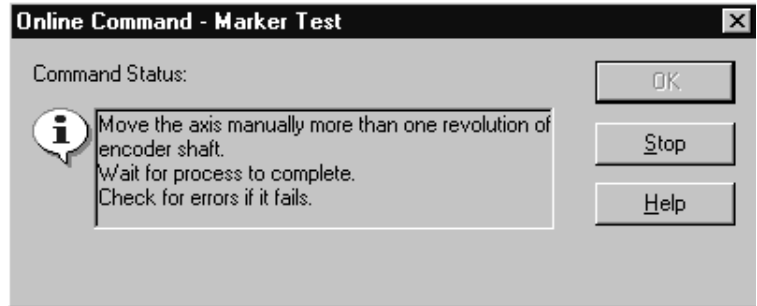 Online Command - Marker Test
Command Status:
OK
Move the axis manually more than one revolution of
encoder shaft.
Wait for process to complete.
Check for errors if it fails.
Stop
Help